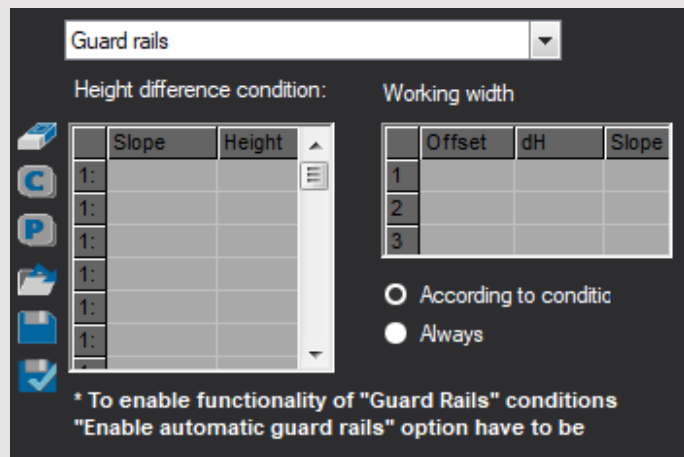 Guard rails
Height difference condition:
Working width
Slope Height
1:
1:
1:
1:
1:
1:
Offset dH Slope
1
2
3
C
P
According to conditic
Always
* To enable functionality of "Guard Rails" conditions
"Enable automatic guard rails" option have to be